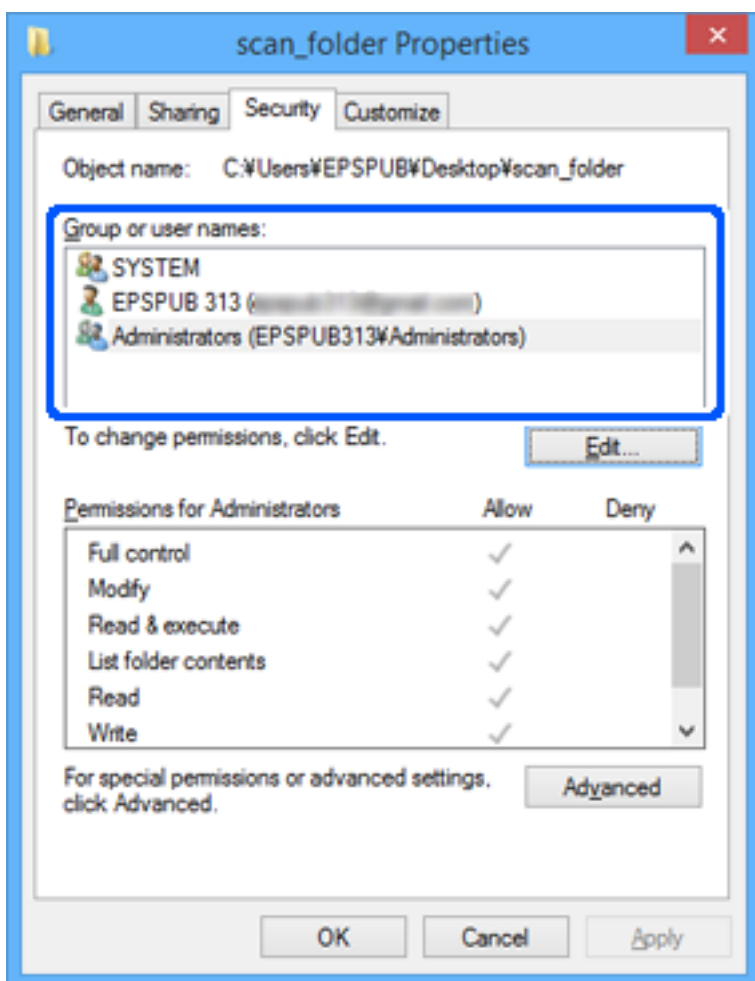 scan_folder Properties
General Sharing Security Customize
Object name: C:¥Users¥EPSPUB¥Desktop¥scan_folder
Group or user names:
SYSTEM
EPSPUB 313 ( )
Administrators (EPSPUB313¥Administrators)
To change permissions, click Edit.
Edit...
Permissions for Administrators Allow Deny
Full control
Modify
Read & execute
List folder contents
Read
Write
For special permissions or advanced settings,
click Advanced.
Advanced
OK Cancel Apply